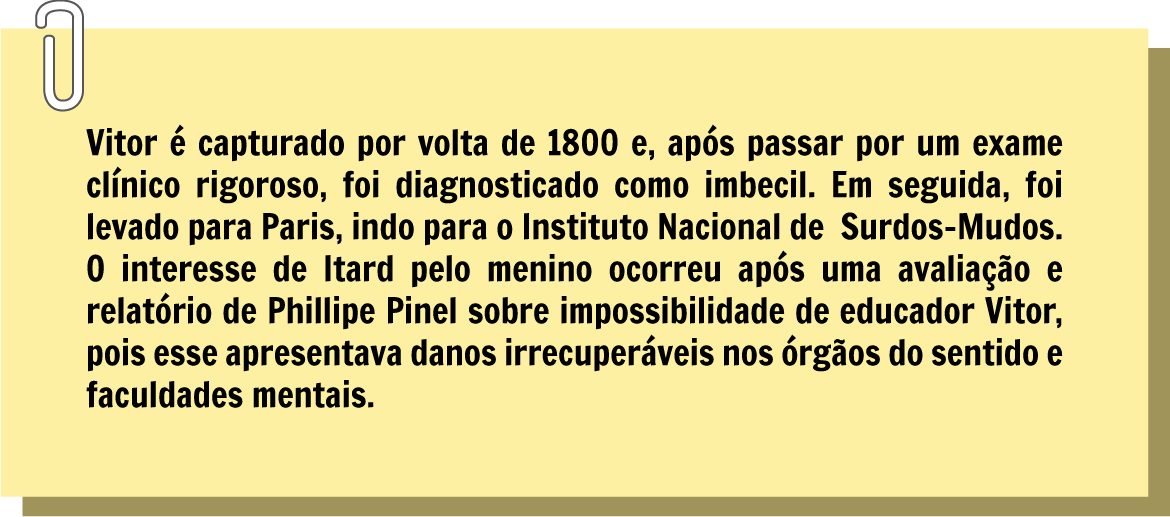 Vitor é capturado por volta de 1800 e, após passar por um exame
clínico rigoroso, foi diagnosticado como imbecil. Em seguida, foi
levado para Paris, indo para o Instituto Nacional de  Surdos-Mudos.
O interesse de Itard pelo menino ocorreu após uma avaliação e
relatório de Phillipe Pinel sobre impossibilidade de educador Vitor,
pois esse apresentava danos irrecuperáveis nos órgãos do sentido e
faculdades mentais.